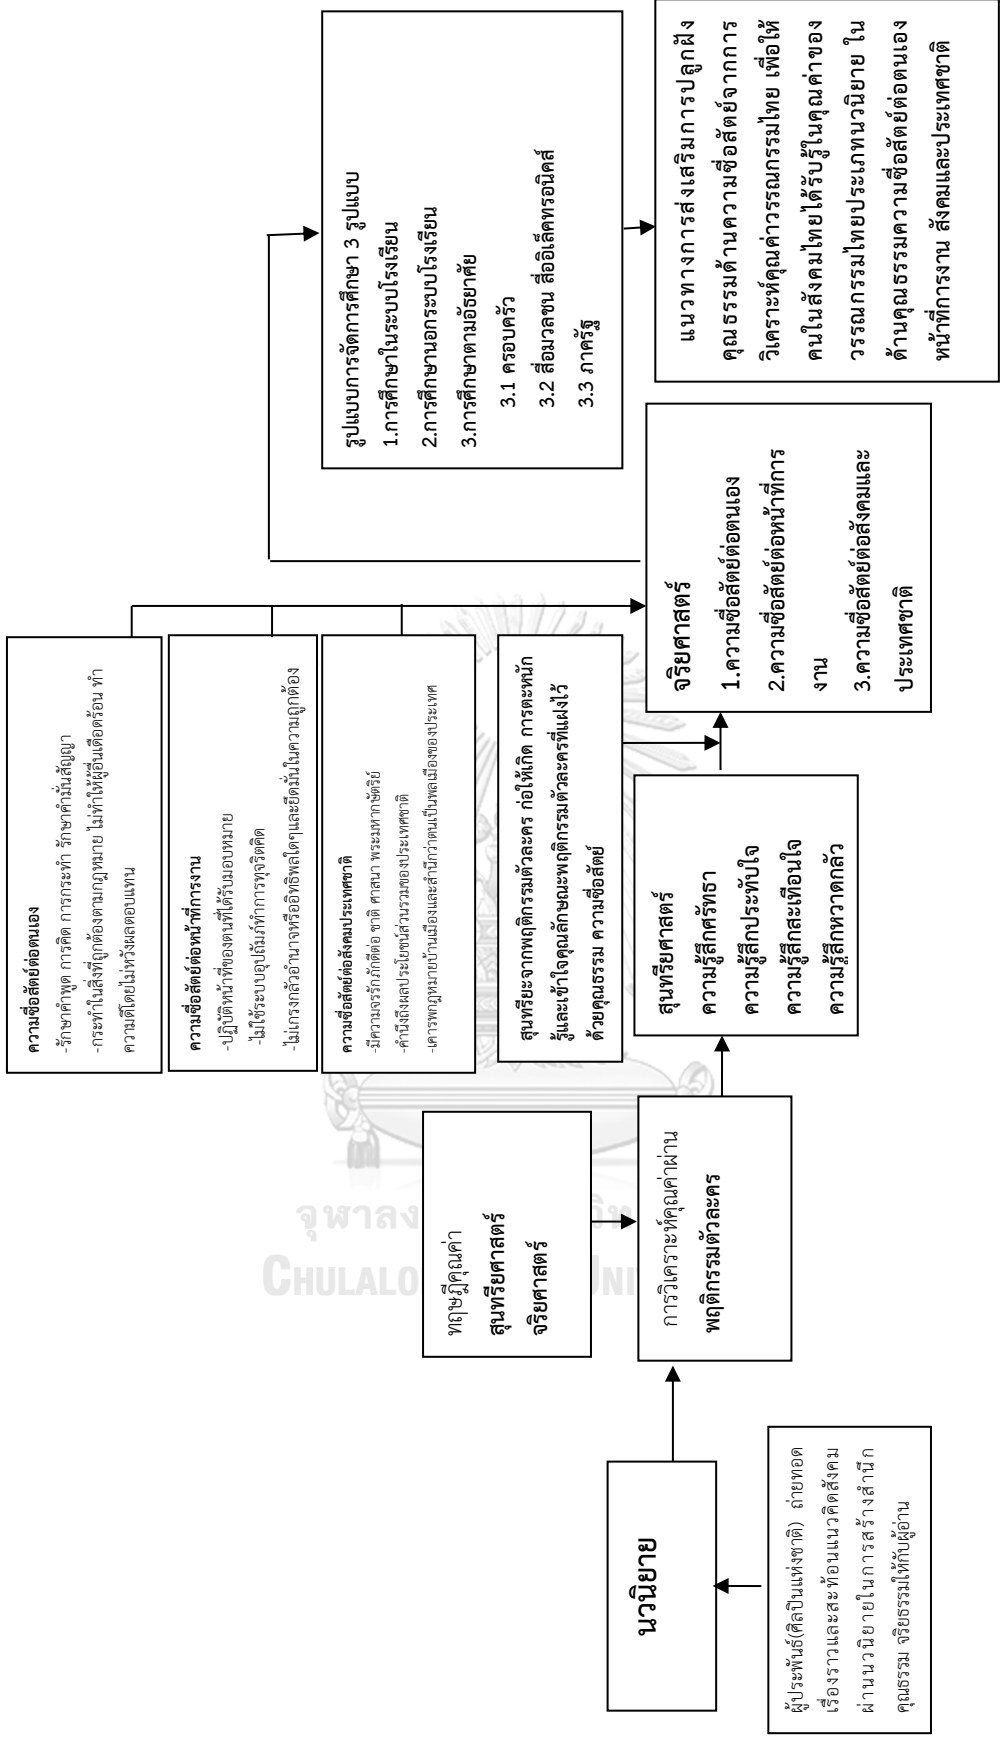 ผู้ประพันธ์(ศิลปินแห่งชาติ) ถ่ายทอด
เรื่องราวและสะท้อนแนวคิดสังคม
ผ่านนวนิยายในการสร้างสำนึก
คุณธรรม จริยธรรมให้กับผู้อ่าน
นวนิยาย
ทฤษฎีคุณค่า
สุนทรียศาสตร์
จริยศาสตร์
การวิเคราะห์คุณค่าผ่าน
พฤติกรรมตัวละคร
ความซื่อสัตย์ต่อตนเอง
-รักษาคำพูด การคิด การกระทำ รักษาคำมั่นสัญญา
-กระทำในสิ่งที่ถูกต้องตามกฎหมาย ไม่ทำให้ผู้อื่นเดือดร้อน ทำ
ความดีโดยไม่หวังผลตอบแทน
ความซื่อสัตย์ต่อหน้าที่การงาน
-ปฏิบัติหน้าที่ของตนที่ได้รับมอบหมาย
-ไม่ใช้ระบบอุปถัมภ์ทำการทุจริตคิด
-ไม่เกรงกลัวอำนาจหรืออิทธิพลใดๆและยึดมั่นในความถูกต้อง
ความซื่อสัตย์ต่อสังคมประเทศชาติ
-มีความจงรักภักดีต่อ ชาติ ศาสนา พระมหากษัตริย์
-คำนึงถึงผลประโยชน์ส่วนรวมของประเทศชาติ
-เคารพกฎหมายบ้านเมืองและสำนึกว่าตนเป็นพลเมืองของประเทศ
สุนทรียะจากพฤติกรรมตัวละคร ก่อให้เกิด การตะหนัก
รู้และเข้าใจคุณลักษณะพฤติกรรมตัวละครที่แฝงไว้
ด้วยคุณธรรม ความซื่อสัตย์
สุนทรียศาสตร์
ความรู้สึกศรัทธา
ความรู้สึกประทับใจ
ความรู้สึกสะเทือนใจ
ความรู้สึกหวาดกลัว
จริยศาสตร์
1.ความซื่อสัตย์ต่อตนเอง
2.ความซื่อสัตย์ต่อหน้าที่การ
งาน
3.ความซื่อสัตย์ต่อสังคมและ
ประเทศชาติ
รูปแบบการจัดการศึกษา 3 รูปแบบ
1.การศึกษาในระบบโรงเรียน
2.การศึกษานอกระบบโรงเรียน
3.การศึกษาตามอัธยาศัย
3.1 ครอบครัว
3.2 สื่อมวลชน สื่ออิเล็คทรอนิคส์
3.3 ภาครัฐ
แนวทางการส่งเสริมการปลูกฝัง
คุณธรรมด้านความซื่อสัตย์จากการ
วิเคราะห์คุณค่าวรรณกรรมไทย เพื่อให้
คนในสังคมไทยได้รับรู้ในคุณค่าของ
วรรณกรรมไทยประเภทนวนิยาย ใน
ด้านคุณธรรมความซื่อสัตย์ต่อตนเอง
หน้าที่การงาน สังคมและประเทศชาติ